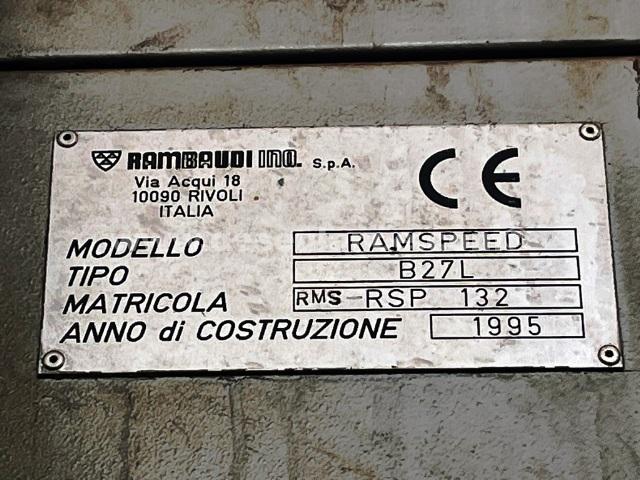 RAMBAUDI IND. S.p.A.
Via Acqui 18
10090 RIVOLI
ITALIA
CE
MODELLO RAMSPEED
TIPO B27L
MATRICOLA RMS-RSP 132
ANNO di COSTRUZIONE 1995